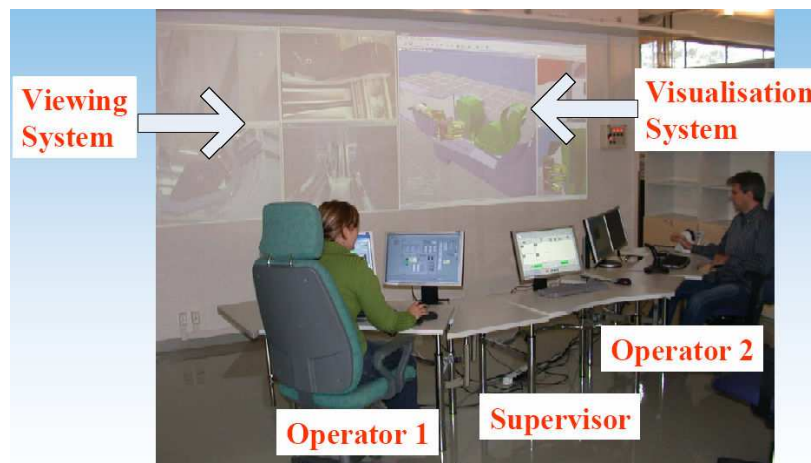 Viewing
System
Visualisation
System
Operator 2
Supervisor
Operator 1